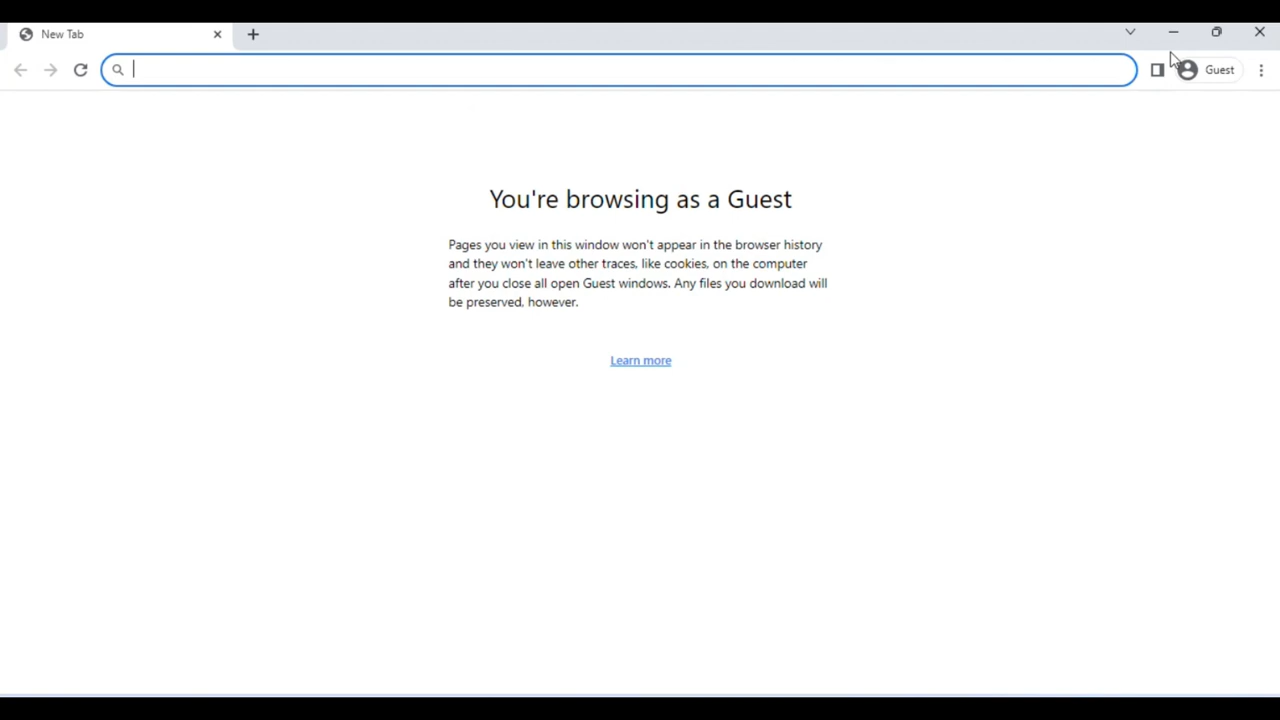 New Tab
Guest
You're browsing as a Guest
Pages you view in this window won't appear in the browser history
and they won't leave other traces, like cookies, on the computer
after you close all open Guest windows. Any files you download will
be preserved, however.
Learn more